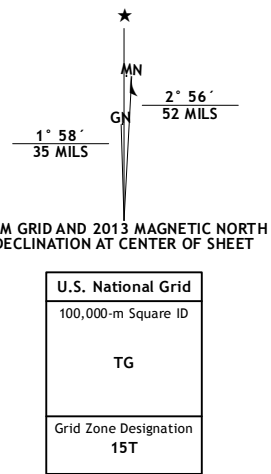 ★
MN
2° 56´
52 MILS
GN
1° 58´
35 MILS
M GRID AND 2013 MAGNETIC NORTH
DECLINATION AT CENTER OF SHEET
U.S. National Grid
100,000-m Square ID
TG
Grid Zone Designation
15T